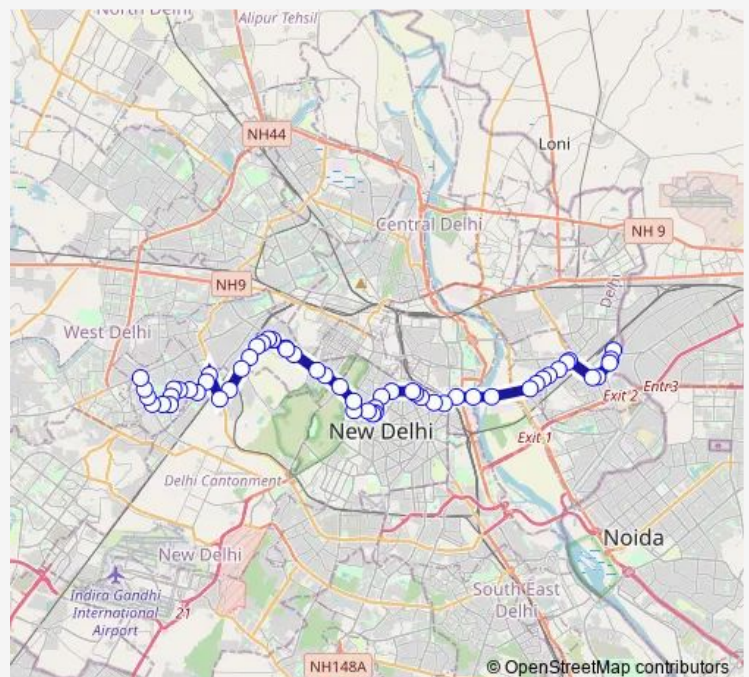 North Delhi
Alipur Tehsil
NH44
Loni
Central Delhi
NH 9
NH9
Delhi
West Delhi
Entr3
Exit 2
New Delhi
Exit 1
Delhi Cantonment
New Delhi
Noida
Indira Gandhi
International
Airport
21
South East
Delhi
NH148A
© OpenStreetMap contributors